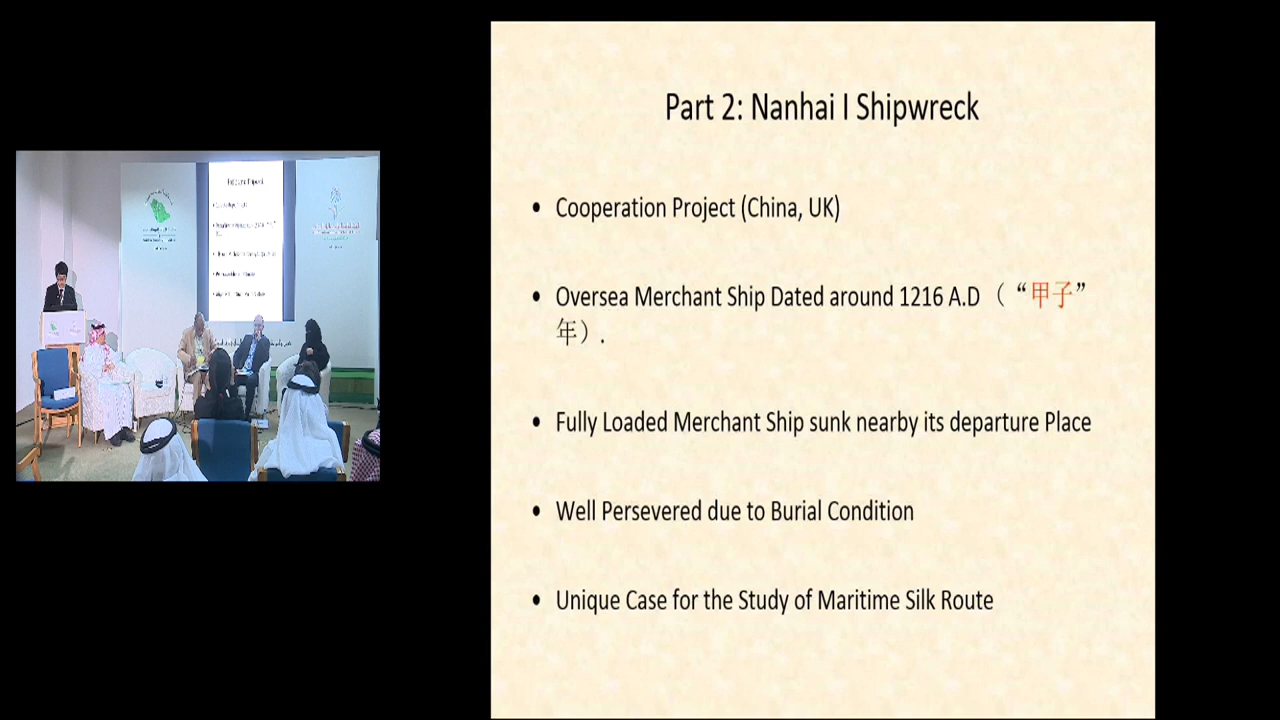 Part 2: Nanhai I Shipwreck
• Cooperation Project (China, UK)
• Oversea Merchant Ship Dated around 1216 A.D（ “甲子”
年）.
• Fully Loaded Merchant Ship sunk nearby its departure Place
• Well Persevered due to Burial Condition
• Unique Case for the Study of Maritime Silk Route